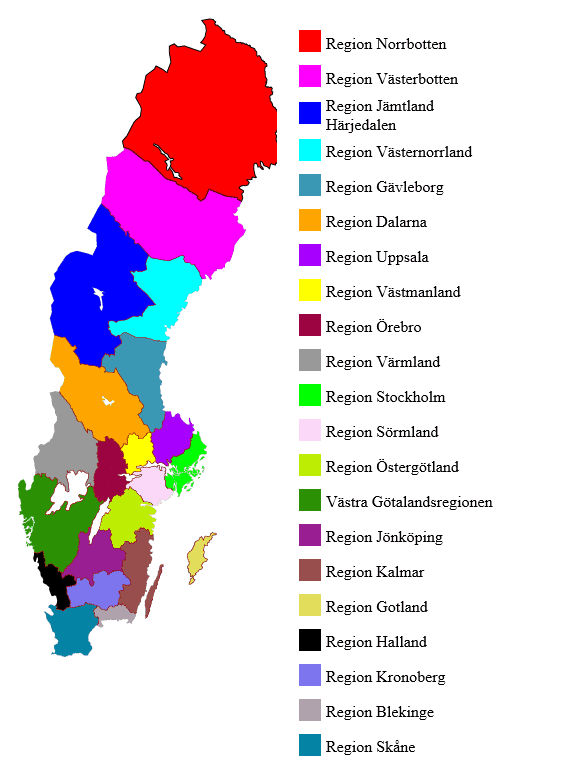 Region Norrbotten
Region Västerbotten
Region Jämtland
Härjedalen
Region Västernorrland
Region Gävleborg
Region Dalarna
Region Uppsala
Region Västmanland
Region Örebro
Region Värmland
Region Stockholm
Region Sörmland
Region Östergötland
Västra Götalandsregionen
Region Jönköping
Region Kalmar
Region Gotland
Region Halland
Region Kronoberg
Region Blekinge
Region Skåne